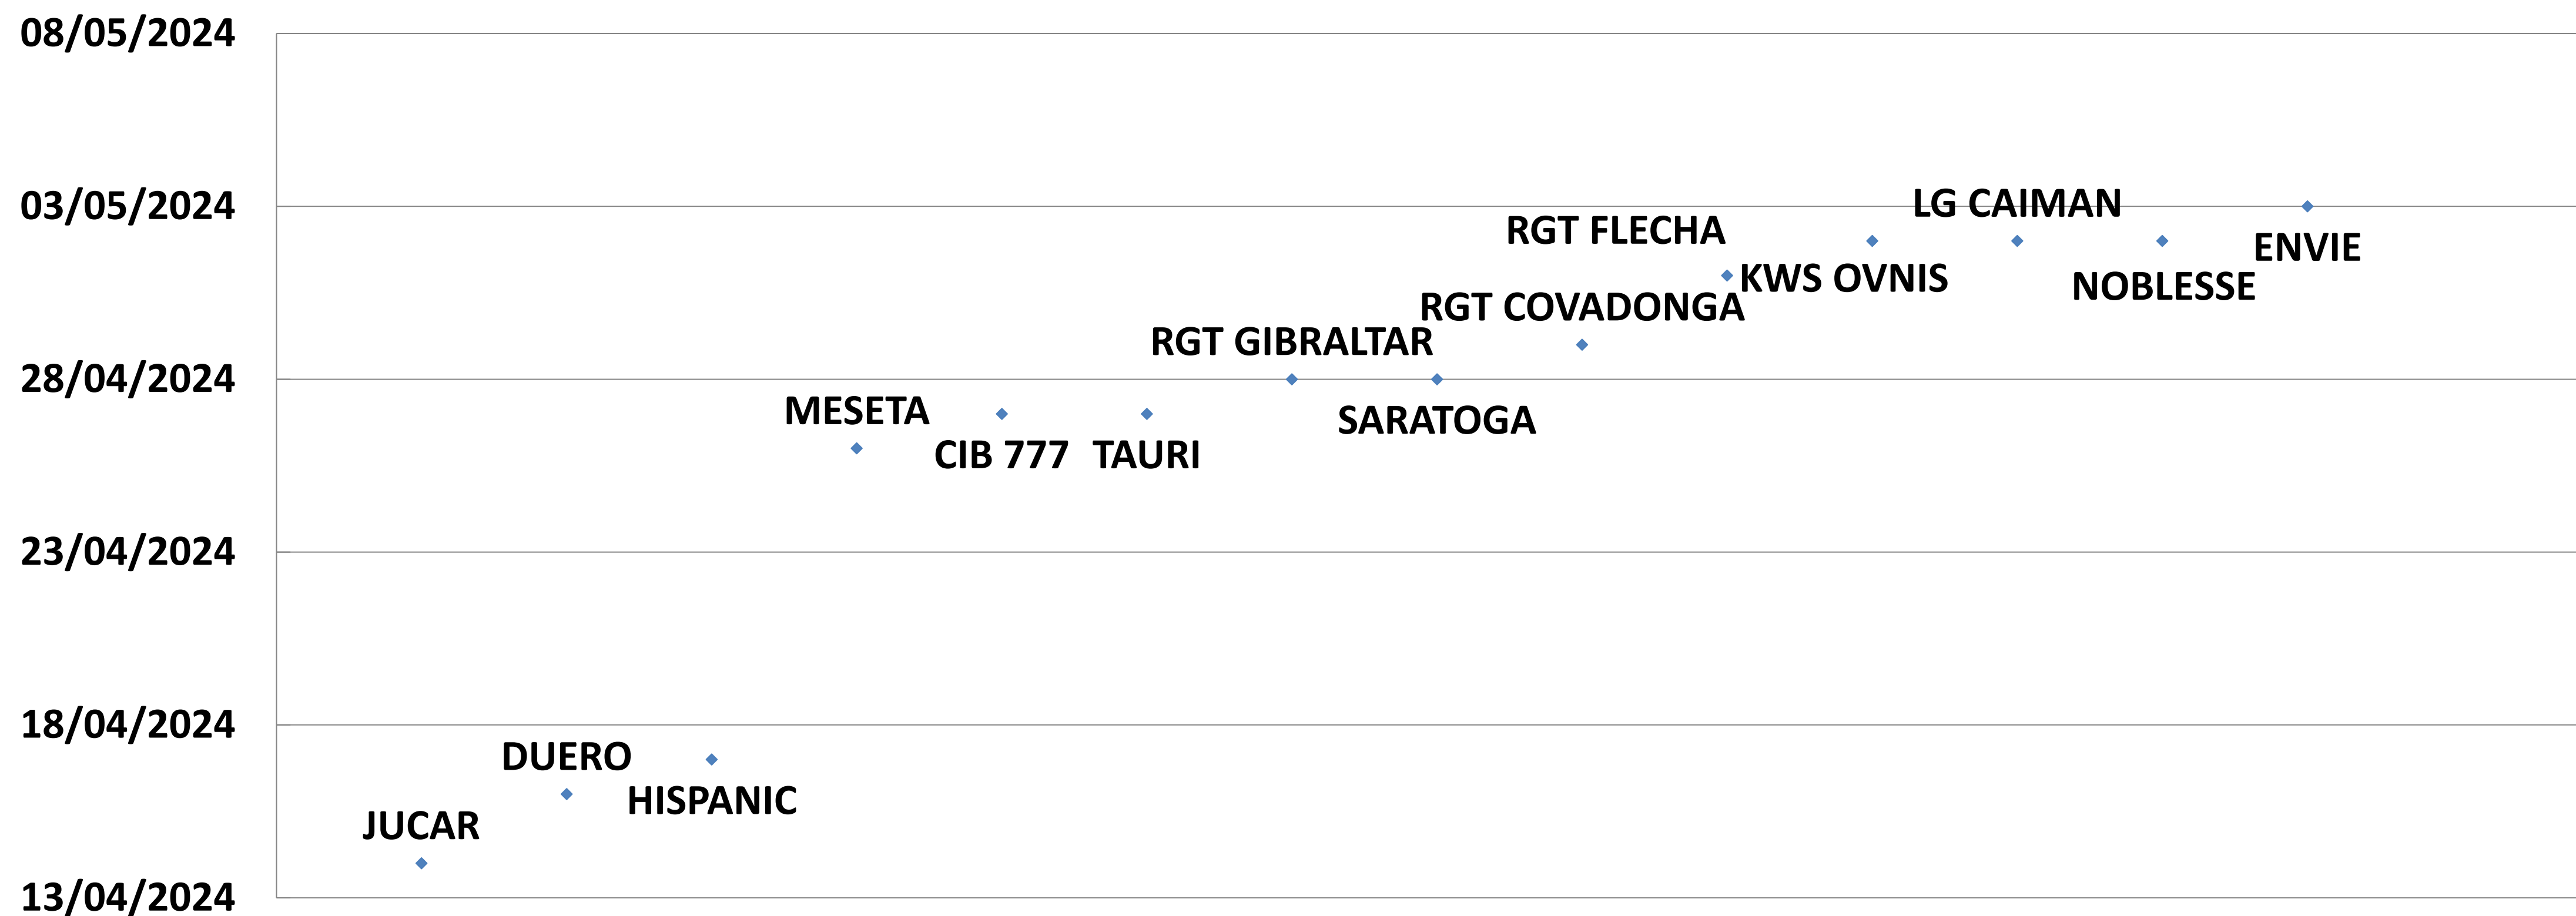 08/05/2024
03/05/2024
28/04/2024
23/04/2024
18/04/2024
13/04/2024
JUCAR
DUERO
HISPANIC
MESETA
CIB 777
TAURI
RGT GIBRALTAR
SARATOGA
RGT COVADONGA
RGT FLECHA
KWS OVNIS
LG CAIMAN
NOBLESSE
ENVIE